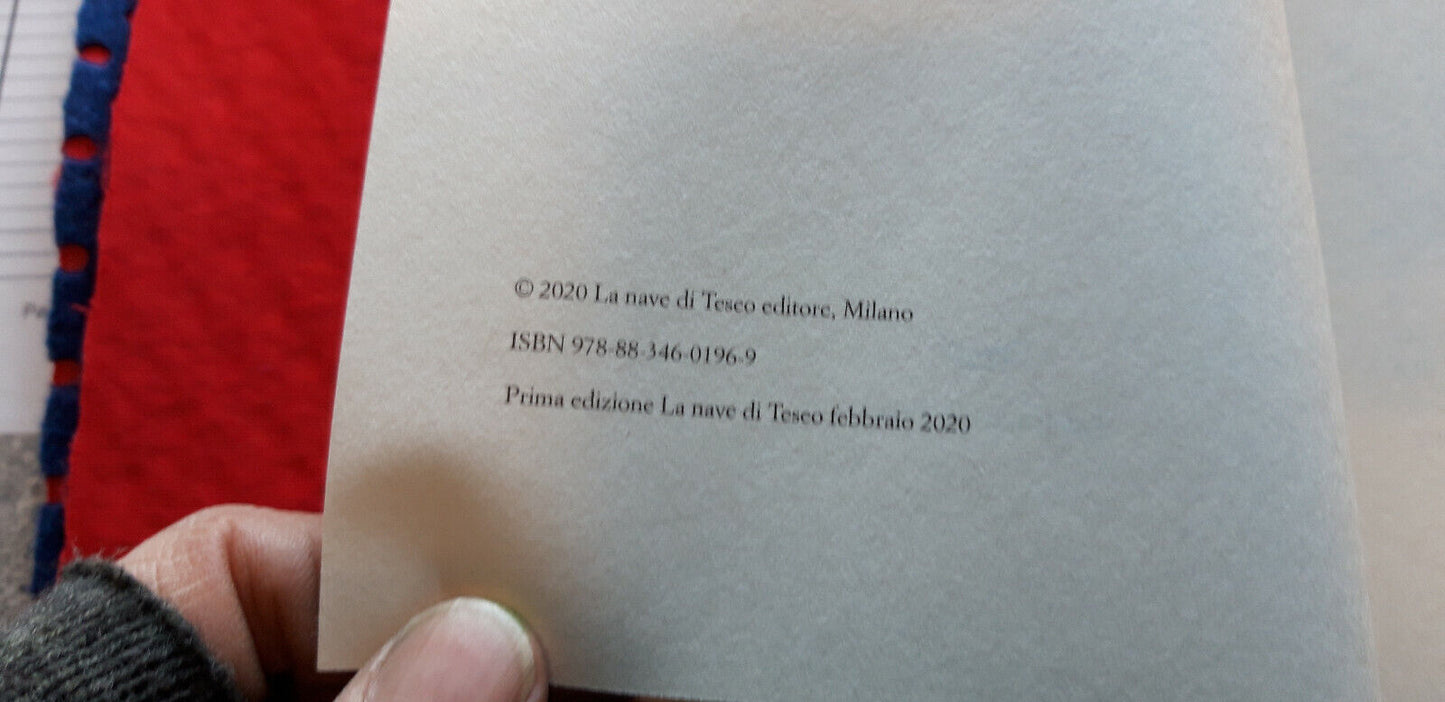 © 2020 La nave di Teseo editore, Milano
ISBN 978-88-346-0196-9
Prima edizione La nave di Teseo febbraio 2020